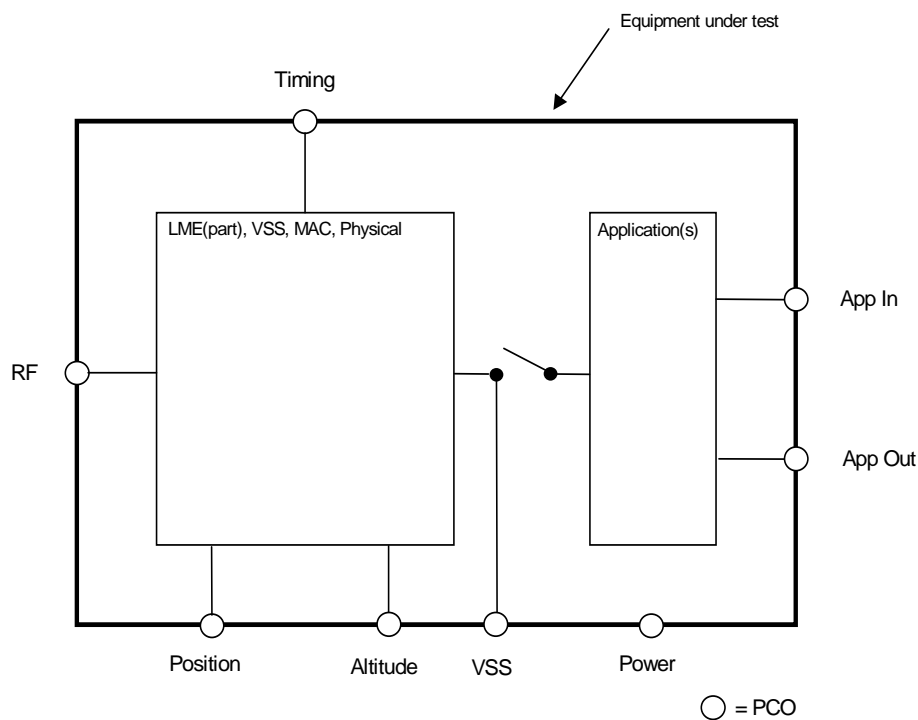 Equipment under test
Timing
LME(part), VSS, MAC, Physical
Application(s)
App In
RF
App Out
Position
Altitude
VSS
Power
= PCO